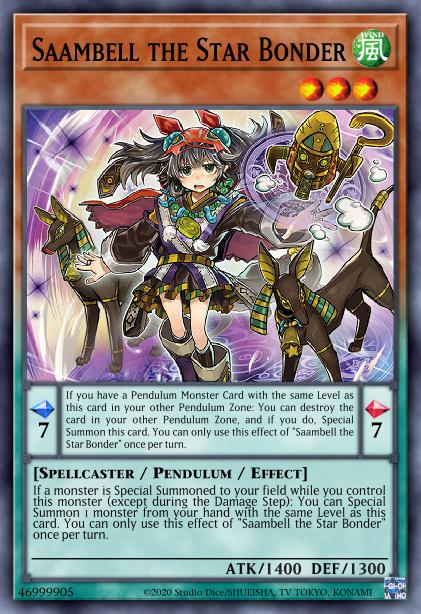 Saambell the Star Bonder
WIND
風
If you have a Pendulum Monster Card with the same Level as
this card in your other Pendulum Zone: You can destroy the
card in your other Pendulum Zone, and if you do, Special
Summon this card. You can only use this effect of "Saambell
the Star Bonder" once per turn.
7
7
[Spellcaster / Pendulum / Effect]
If a monster is Special Summoned to your field while you control
this monster (except during the Damage Step): You can Special
Summon 1 monster from your hand with the same Level as this
card. You can only use this effect of "Saambell the Star Bonder"
once per turn.
ATK/1400 DEF/1300
46999905
©2020 Studio Dice/SHUEISHA, TV TOKYO, KONAMI